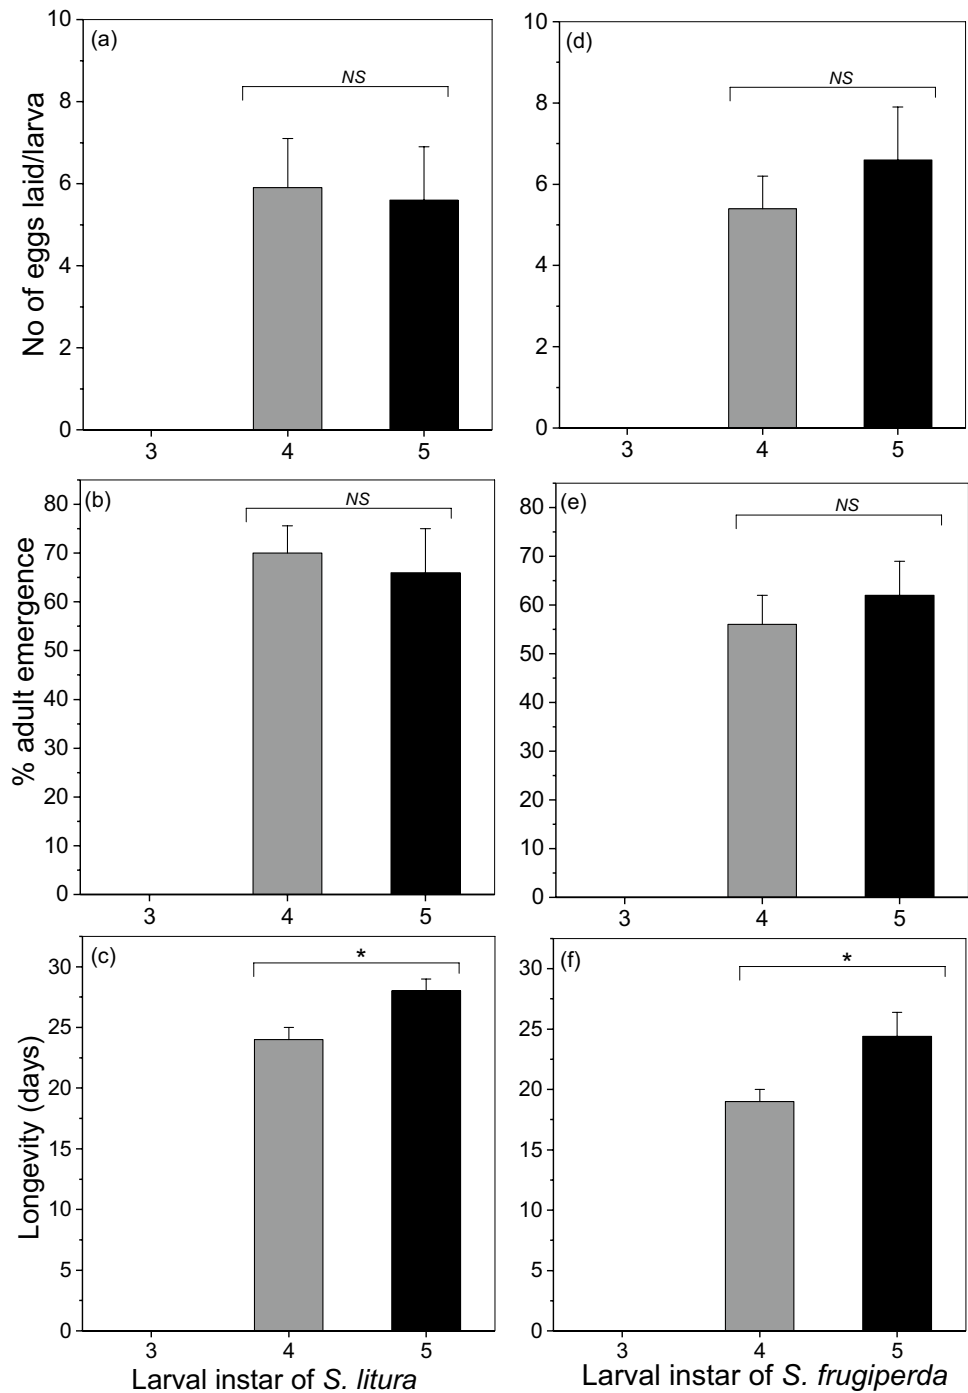 (a)
NS
No of eggs laid/larva
10
8
6
4
2
0
3 4 5
(d)
NS
10
8
6
4
2
0
3 4 5
(b)
NS
% adult emergence
80
70
60
50
40
30
20
10
0
3 4 5
(e)
NS
80
70
60
50
40
30
20
10
0
3 4 5
(c)
*
Longevity (days)
30
25
20
15
10
5
0
3 4 5
Larval instar of S. litura
(f)
*
30
25
20
15
10
5
0
3 4 5
Larval instar of S. frugiperda